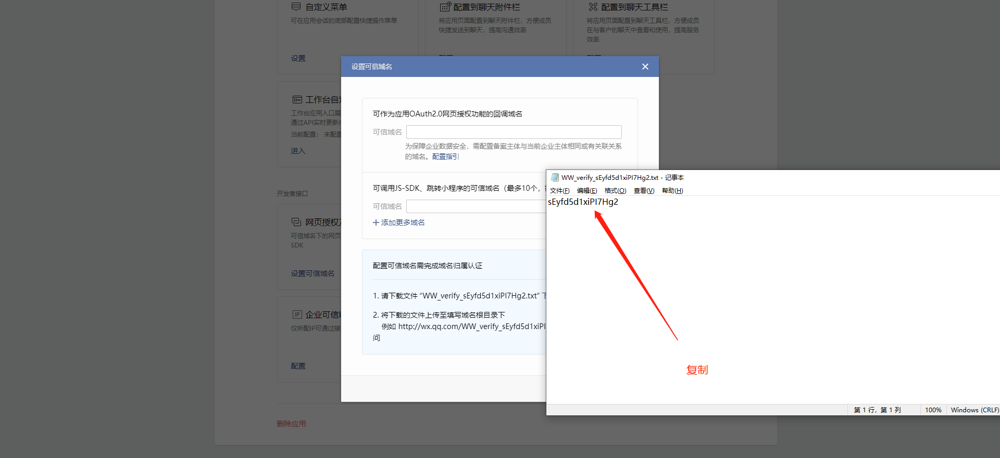 自定义菜单
可在应用会话的底部配置快捷操作菜单
设置
配置到聊天附件栏
将应用页面配置到聊天附件栏，方便成员
快捷发送到聊天，提高沟通效率
配置到聊天工具栏
将应用页面配置到聊天工具栏，方便成员
在与客户的聊天中查看和使用，提高服务
效率
工作台自定
工作台应用入口展
通过API实时更新
当前配置： 未配置
进入
开发者接口
网页授权
可信域名下的网页
SDK
设置可信域名
企业可信I
仅所配IP可通过接
配置
删除应用
设置可信域名
可作为应用OAuth2.0网页授权功能的回调域名
可信域名
为保障企业数据安全，需配置备案主体与当前企业主体相同或有关联关系
的域名。配置指引
可调用JS-SDK、跳转小程序的可信域名（最多10个，
可信域名
添加更多域名
配置可信域名需完成域名归属认证
1. 请下载文件 “WW_verify_sEyfd5d1xiPI7Hg2.txt” 下
2. 将下载的文件上传至填写域名根目录下
例如 http://wx.qq.com/WW_verify_sEyfd5d1xiPI
问
WW_verify_sEyfd5d1xiPI7Hg2.txt - 记事本
文件(F) 编辑(E) 格式(O) 查看(V) 帮助(H)
sEyfd5d1xiPI7Hg2
复制
第 1 行，第 1 列 100% Windows (CRLF)